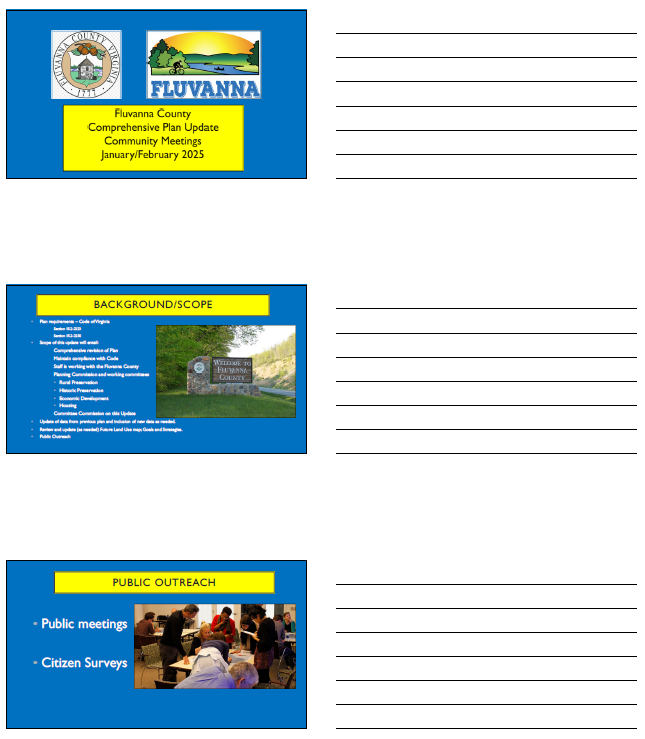 FLUVANNA COUNTY, VIRGINIA
1777
FLUVANNA
Fluvanna County
Comprehensive Plan Update
Community Meetings
January/February 2025
BACKGROUND/SCOPE
Plan requirements – Code of Virginia
Section 15.2-2223
Section 15.2-2230
Scope of this update will entail:
Comprehensive revision of Plan
Maintain compliance with Code
Staff is working with the Fluvanna County
Planning Commission and working committees
Rural Preservation
Historic Preservation
Economic Development
Housing
Committee Commission on this Update
Update of data from previous plan and inclusion of new data as needed.
Review and update (as needed) Future Land Use map; Goals and Strategies.
Public Outreach
WELCOME TO
FLUVANNA
COUNTY
PUBLIC OUTREACH
Public meetings
Citizen Surveys